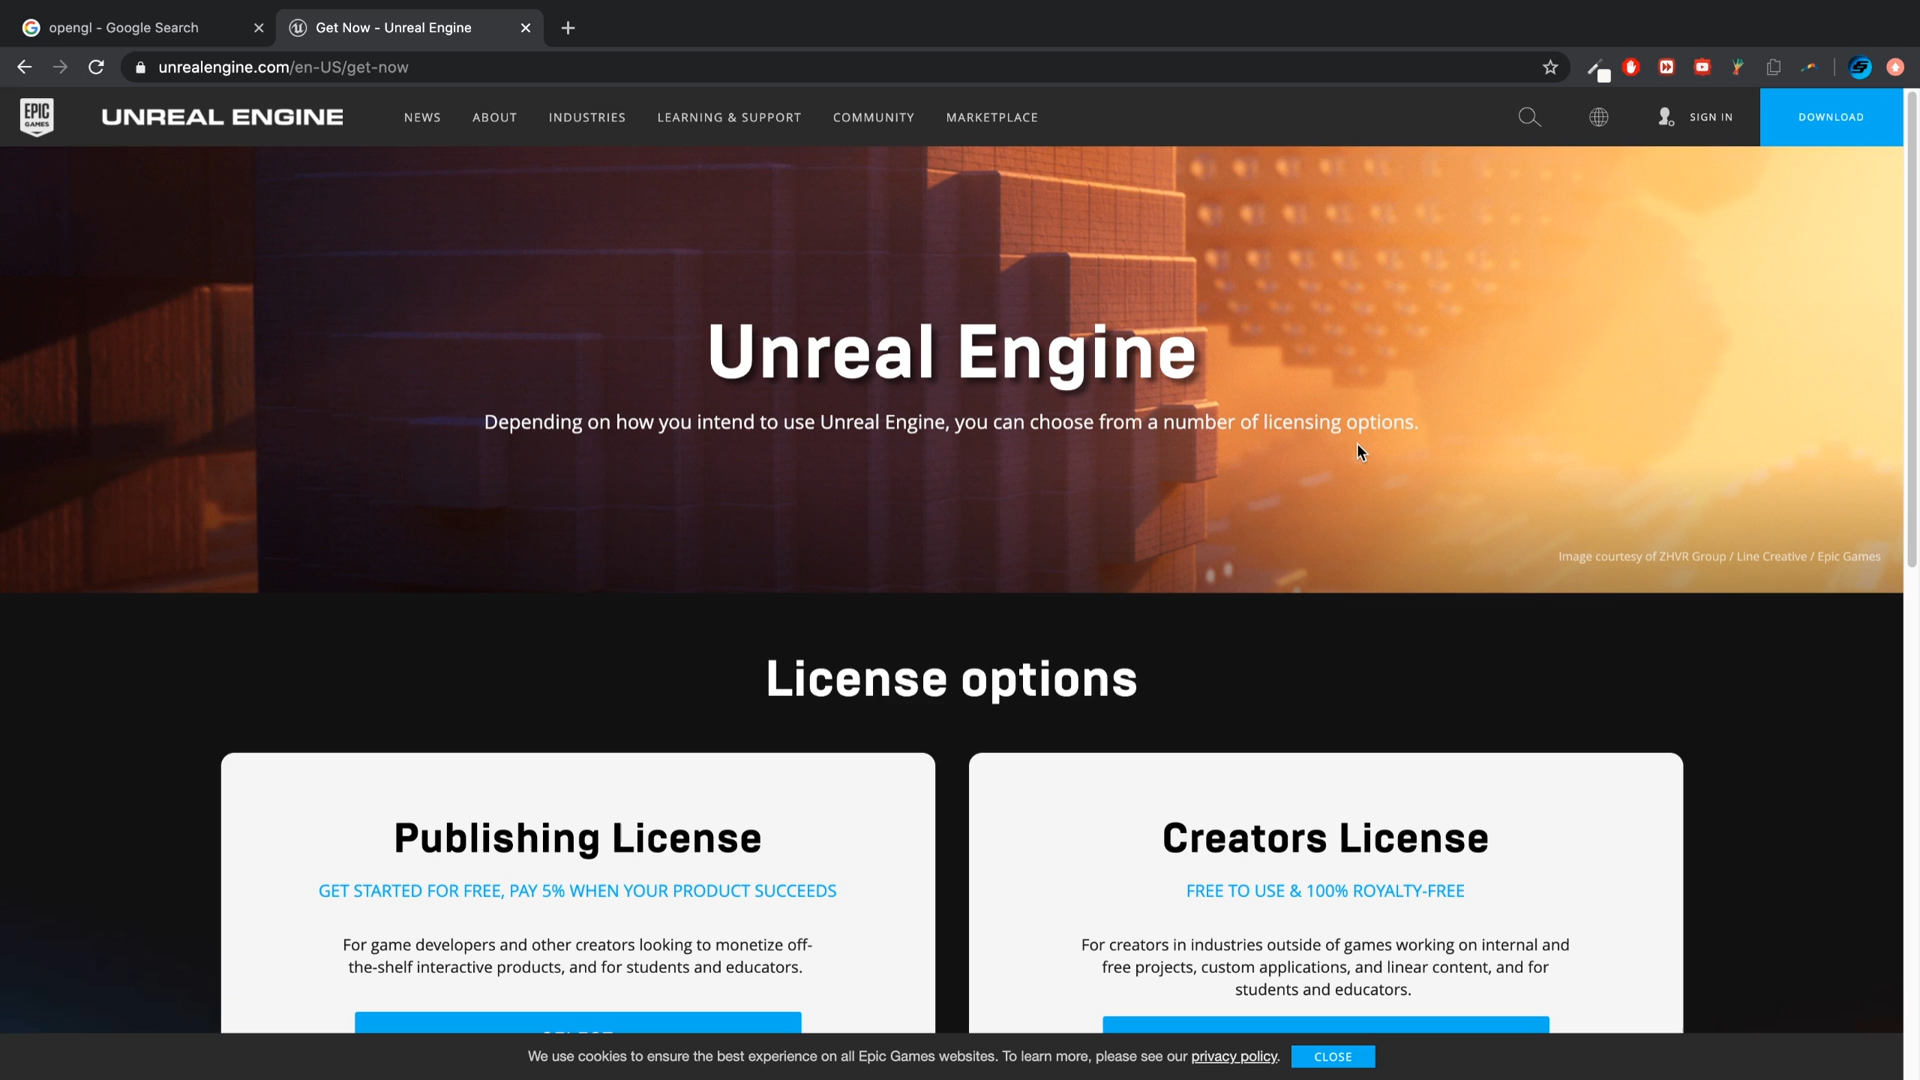 opengl - Google Search
Get Now - Unreal Engine
unrealengine.com/en-US/get-now
EPIC GAMES
UNREAL ENGINE
NEWS
ABOUT
INDUSTRIES
LEARNING & SUPPORT
COMMUNITY
MARKETPLACE
SIGN IN
DOWNLOAD
Unreal Engine
Depending on how you intend to use Unreal Engine, you can choose from a number of licensing options.
Image courtesy of ZHVR Group / Line Creative / Epic Games
License options
Publishing License
GET STARTED FOR FREE, PAY 5% WHEN YOUR PRODUCT SUCCEEDS
For game developers and other creators looking to monetize off-
the-shelf interactive products, and for students and educators.
Creators License
FREE TO USE & 100% ROYALTY-FREE
For creators in industries outside of games working on internal and
free projects, custom applications, and linear content, and for
students and educators.
We use cookies to ensure the best experience on all Epic Games websites. To learn more, please see our privacy policy.
CLOSE